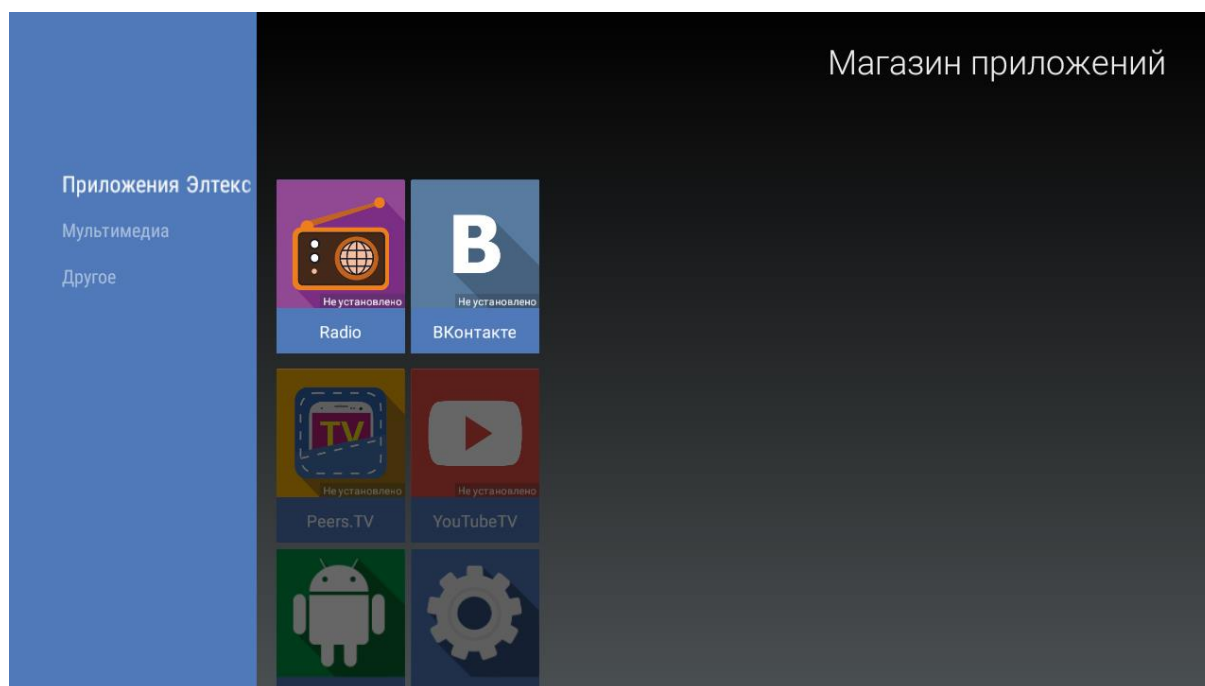 Магазин приложений
Приложения Элтекс
Мультимедиа
Другое
Не установлено
Не установлено
Radio
ВКонтакте
B
TV
Не установлено
Не установлено
Peers.TV
YouTubeTV